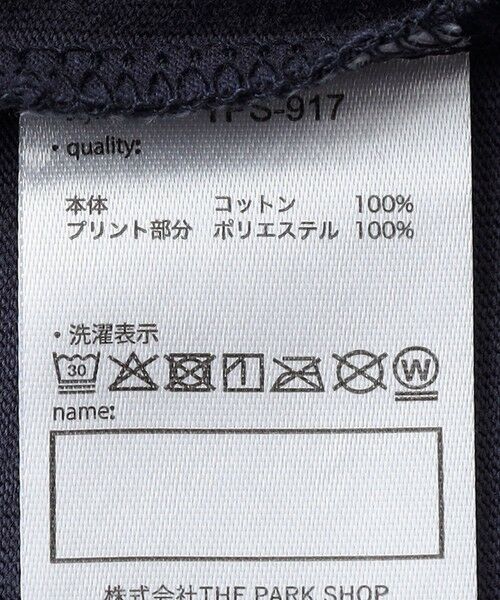 TPS-917
・quality:
本体 コットン 100%
プリント部分 ポリエステル 100%
・洗濯表示
30 W
name:
株式会社THE PARK SHOP